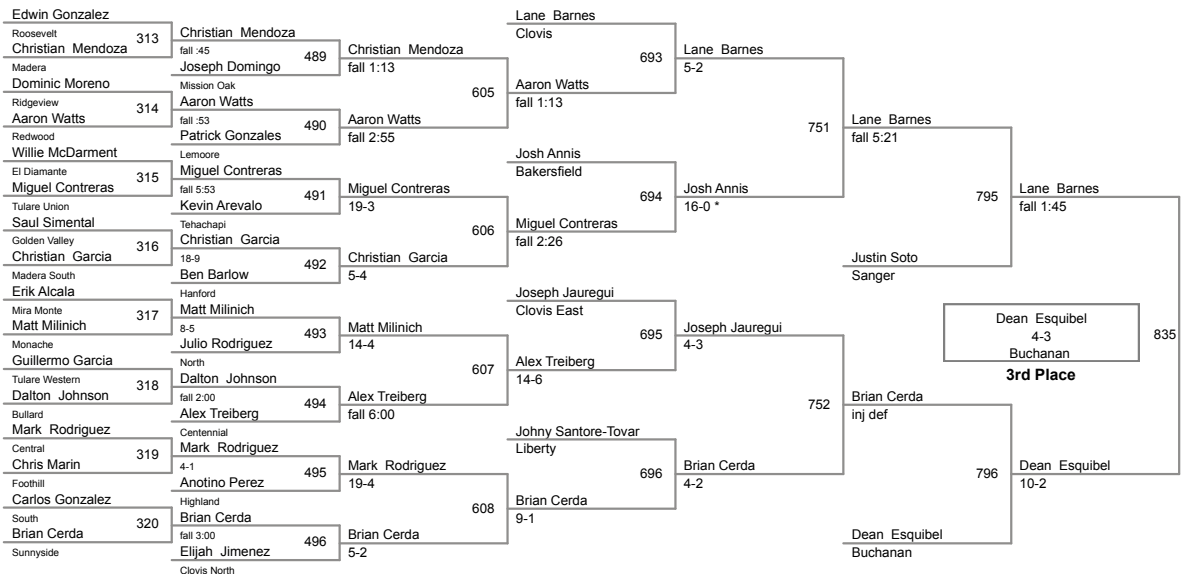 Edwin Gonzalez
Roosevelt
313
Christian Mendoza
Madera
Dominic Moreno
Ridgeview
314
Aaron Watts
Redwood
Willie McDarment
El Diamante
315
Miguel Contreras
Tulare Union
Saul Simental
Golden Valley
316
Christian Garcia
Madera South
Erik Alcala
Mira Monte
317
Matt Milinich
Monache
Guillermo Garcia
Tulare Western
318
Dalton Johnson
Bullard
Mark Rodriguez
Central
319
Chris Marin
Foothill
Carlos Gonzalez
South
320
Brian Cerda
Sunnyside
Christian Mendoza
fall :45
489
Joseph Domingo
Mission Oak
Aaron Watts
fall :53
490
Patrick Gonzales
Lemoore
Miguel Contreras
fall 5:53
491
Kevin Arevalo
Tehachapi
Christian Garcia
18-9
492
Ben Barlow
Hanford
Matt Milinich
8-5
493
Julio Rodriguez
North
Dalton Johnson
fall 2:00
494
Alex Treiberg
Centennial
Mark Rodriguez
4-1
495
Anotino Perez
Highland
Brian Cerda
fall 3:00
496
Elijah Jimenez
Clovis North
Christian Mendoza
fall 1:13
605
Aaron Watts
fall 2:55
Miguel Contreras
19-3
606
Christian Garcia
5-4
Matt Milinich
14-4
607
Alex Treiberg
fall 6:00
Mark Rodriguez
19-4
608
Brian Cerda
5-2
Lane Barnes
Clovis
693
Aaron Watts
fall 1:13
Josh Annis
Bakersfield
694
Miguel Contreras
fall 2:26
Joseph Jauregui
Clovis East
695
Alex Treiberg
14-6
Johny Santore-Tovar
Liberty
696
Brian Cerda
9-1
Lane Barnes
5-2
751
Josh Annis
16-0 *
Joseph Jauregui
4-3
752
Brian Cerda
4-2
Lane Barnes
fall 5:21
795
Justin Soto
Sanger
Brian Cerda
inj def
796
Dean Esquibel
Buchanan
Lane Barnes
fall 1:45
835
Dean Esquibel
10-2
Dean Esquibel
4-3
Buchanan
3rd Place